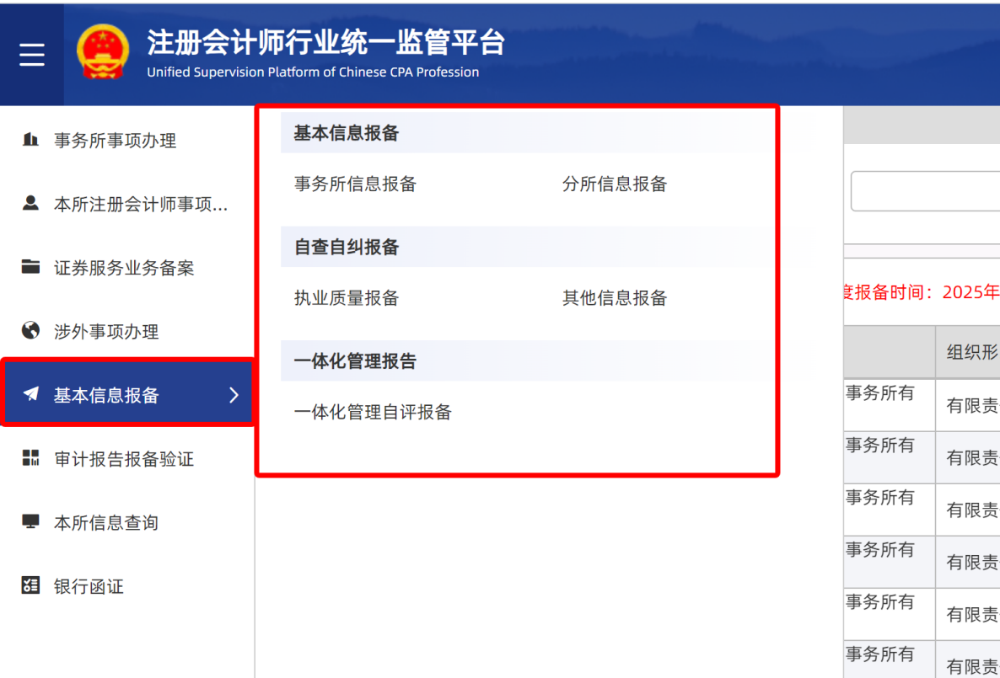 注册会计师行业统一监管平台
Unified Supervision Platform of Chinese CPA Profession
事务所事项办理
本所注册会计师事项...
证券服务业务备案
涉外事项办理
基本信息报备
审计报告报备验证
本所信息查询
银行函证
基本信息报备
事务所信息报备 分所信息报备
自查自纠报备
执业质量报备 其他信息报备
一体化管理报告
一体化管理自评报备
度报备时间：2025年
组织形
事务所有 有限责
事务所有 有限责
事务所有 有限责
事务所有 有限责
事务所有 有限责
事务所有 有限责